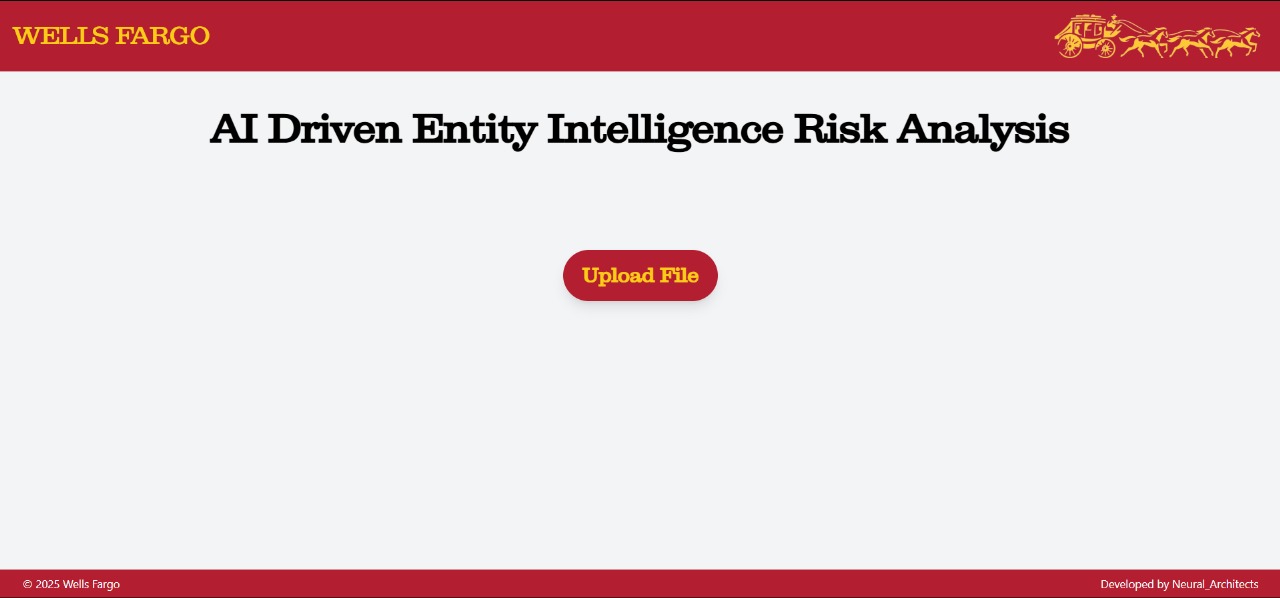 WELLS FARGO
AI Driven Entity Intelligence Risk Analysis
Upload File
© 2025 Wells Fargo
Developed by Neural_Architects